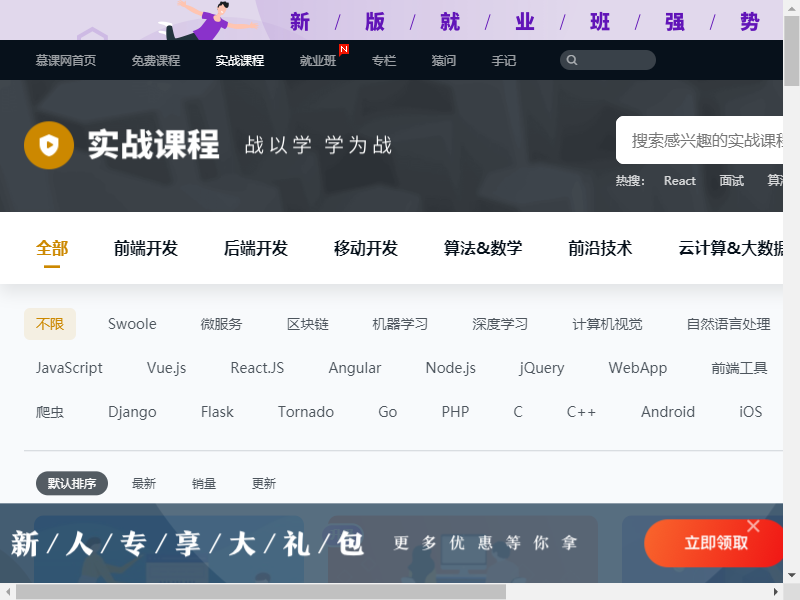 新 / 版 / 就 / 业 / 班 / 强 / 势
慕课网首页 免费课程 实战课程 就业班 N 专栏 猿问 手记
实战课程 战以学 学为战
搜索感兴趣的实战课程
热搜： React 面试 算法
全部 前端开发 后端开发 移动开发 算法&数学 前沿技术 云计算&大数据
不限 Swoole 微服务 区块链 机器学习 深度学习 计算机视觉 自然语言处理
JavaScript Vue.js React.JS Angular Node.js jQuery WebApp 前端工具
爬虫 Django Flask Tornado Go PHP C C++ Android iOS
默认排序 最新 销量 更新
新/人/专/享/大/礼/包 更多优惠等你拿 立即领取